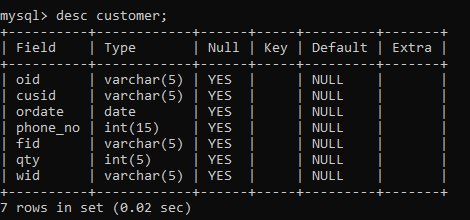 mysql> desc customer;
+----------+------------+------+-----+---------+-------+
| Field    | Type       | Null | Key | Default | Extra |
+----------+------------+------+-----+---------+-------+
| oid      | varchar(5) | YES  |     | NULL    |       |
| cusid    | varchar(5) | YES  |     | NULL    |       |
| ordate   | date       | YES  |     | NULL    |       |
| phone_no | int(15)    | YES  |     | NULL    |       |
| fid      | varchar(5) | YES  |     | NULL    |       |
| qty      | int(5)     | YES  |     | NULL    |       |
| wid      | varchar(5) | YES  |     | NULL    |       |
+----------+------------+------+-----+---------+-------+
7 rows in set (0.02 sec)